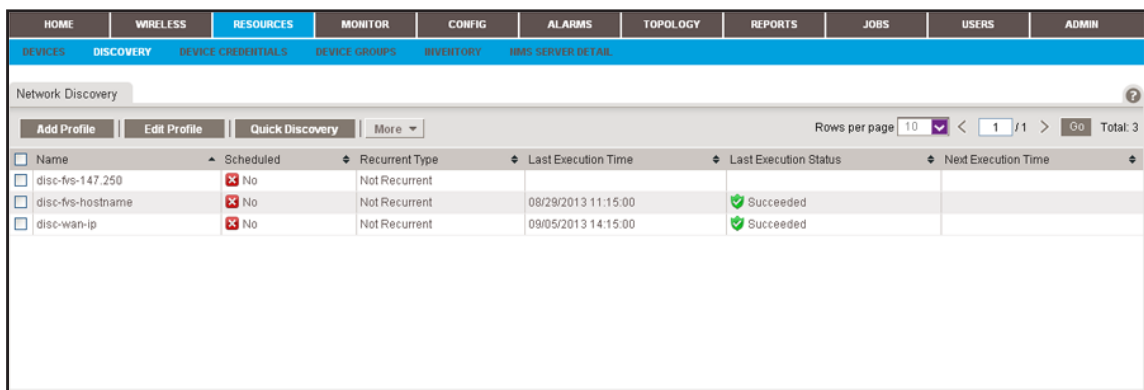 HOME WIRELESS RESOURCES MONITOR CONFIG ALARMS TOPOLOGY REPORTS JOBS USERS ADMIN
DEVICES DISCOVERY DEVICE CREDENTIALS DEVICE GROUPS INVENTORY NMS SERVER DETAIL
Network Discovery ?
Add Profile Edit Profile Quick Discovery More Rows per page 10 < 1 /1 > Go Total: 3
Name Scheduled Recurrent Type Last Execution Time Last Execution Status Next Execution Time
disc-fvs-147.250 No Not Recurrent
disc-fvs-hostname No Not Recurrent 08/29/2013 11:15:00 Succeeded
disc-wan-ip No Not Recurrent 09/05/2013 14:15:00 Succeeded